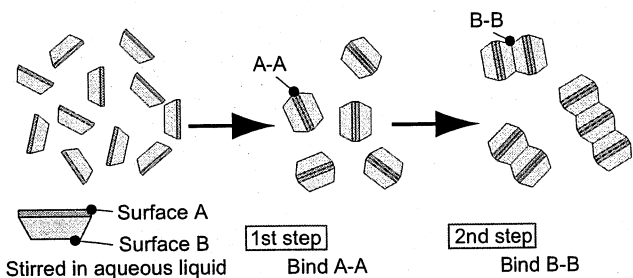 B-B
A-A
Surface A
Surface B
Stirred in aqueous liquid
1st step
Bind A-A
2nd step
Bind B-B